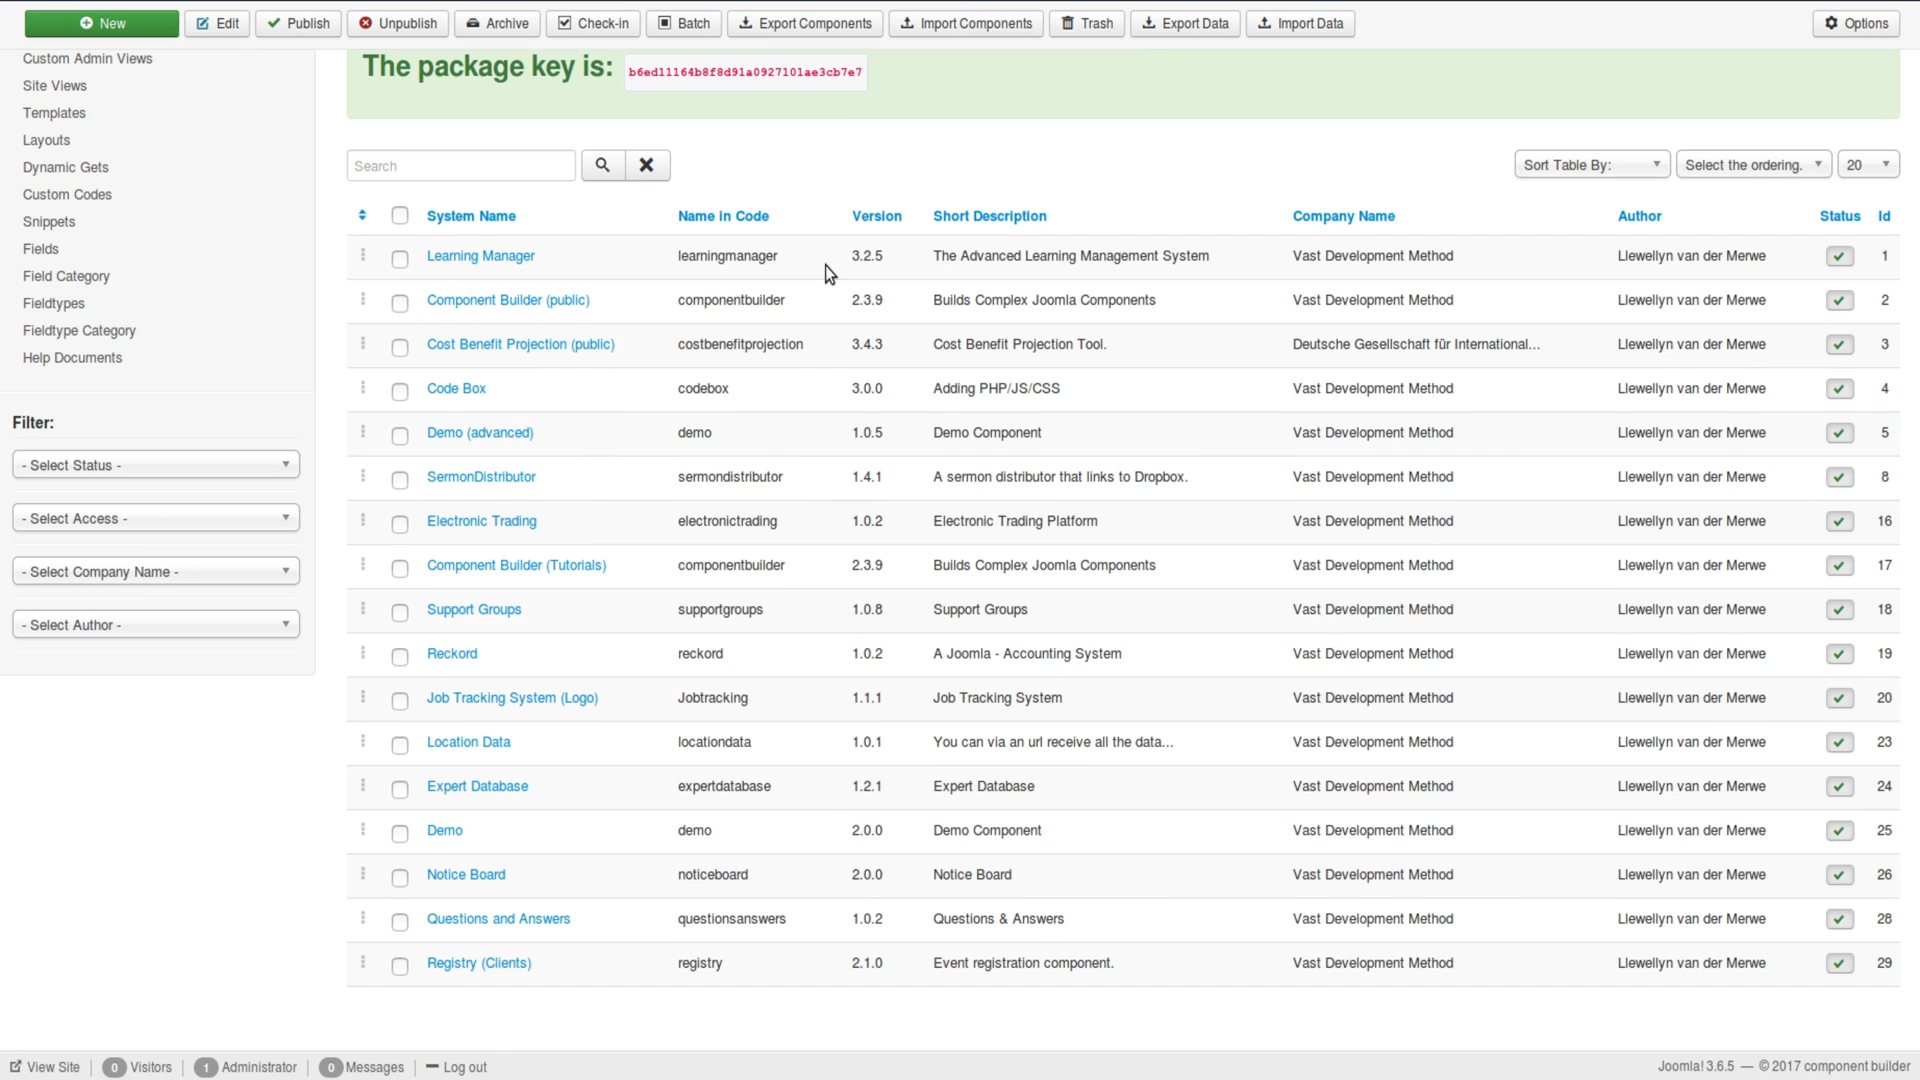 New Edit Publish Unpublish Archive Check-in Batch Export Components Import Components Trash Export Data Import Data Options
Custom Admin Views
Site Views
Templates
Layouts
Dynamic Gets
Custom Codes
Snippets
Fields
Field Category
Fieldtypes
Fieldtype Category
Help Documents
Filter:
- Select Status -
- Select Access -
- Select Company Name -
- Select Author -
The package key is: b6ed11164b8f8d91a0927101ae3cb7e7
Search Sort Table By: Select the ordering. 20
System Name Name in Code Version Short Description Company Name Author Status Id
Learning Manager learningmanager 3.2.5 The Advanced Learning Management System Vast Development Method Llewellyn van der Merwe 1
Component Builder (public) componentbuilder 2.3.9 Builds Complex Joomla Components Vast Development Method Llewellyn van der Merwe 2
Cost Benefit Projection (public) costbenefitprojection 3.4.3 Cost Benefit Projection Tool. Deutsche Gesellschaft für International... Llewellyn van der Merwe 3
Code Box codebox 3.0.0 Adding PHP/JS/CSS Vast Development Method Llewellyn van der Merwe 4
Demo (advanced) demo 1.0.5 Demo Component Vast Development Method Llewellyn van der Merwe 5
SermonDistributor sermondistributor 1.4.1 A sermon distributor that links to Dropbox. Vast Development Method Llewellyn van der Merwe 8
Electronic Trading electronictrading 1.0.2 Electronic Trading Platform Vast Development Method Llewellyn van der Merwe 16
Component Builder (Tutorials) componentbuilder 2.3.9 Builds Complex Joomla Components Vast Development Method Llewellyn van der Merwe 17
Support Groups supportgroups 1.0.8 Support Groups Vast Development Method Llewellyn van der Merwe 18
Reckord reckord 1.0.2 A Joomla - Accounting System Vast Development Method Llewellyn van der Merwe 19
Job Tracking System (Logo) Jobtracking 1.1.1 Job Tracking System Vast Development Method Llewellyn van der Merwe 20
Location Data locationdata 1.0.1 You can via an url receive all the data... Vast Development Method Llewellyn van der Merwe 23
Expert Database expertdatabase 1.2.1 Expert Database Vast Development Method Llewellyn van der Merwe 24
Demo demo 2.0.0 Demo Component Vast Development Method Llewellyn van der Merwe 25
Notice Board noticeboard 2.0.0 Notice Board Vast Development Method Llewellyn van der Merwe 26
Questions and Answers questionsanswers 1.0.2 Questions & Answers Vast Development Method Llewellyn van der Merwe 28
Registry (Clients) registry 2.1.0 Event registration component. Vast Development Method Llewellyn van der Merwe 29
View Site 0 Visitors 1 Administrator 0 Messages Log out Joomla! 3.6.5 — © 2017 component builder